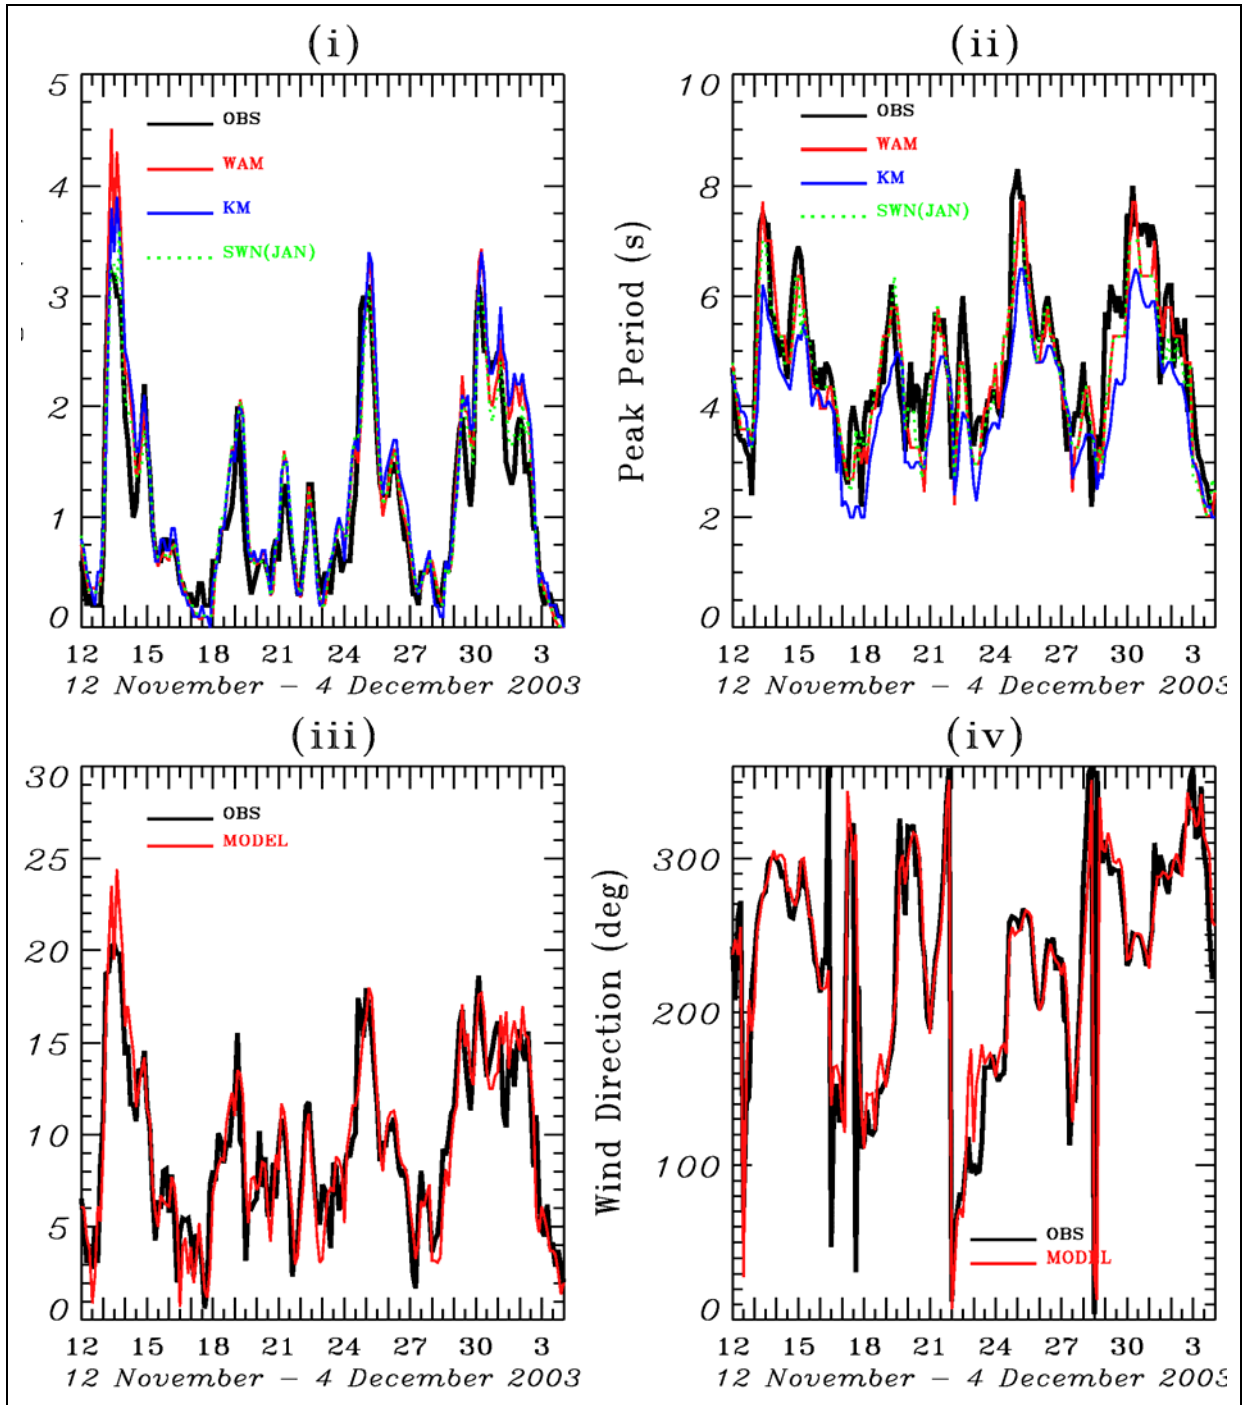 (i)
5
4
3
2
1
0
OBS
WAM
KM
SWN(JAN)
12 15 18 21 24 27 30 3
12 November – 4 December 2003
(ii)
Peak Period (s)
10
8
6
4
2
0
OBS
WAM
KM
SWN(JAN)
12 15 18 21 24 27 30 3
12 November – 4 December 2003
(iii)
30
25
20
15
10
5
0
OBS
MODEL
12 15 18 21 24 27 30 3
12 November – 4 December 2003
(iv)
Wind Direction (deg)
300
200
100
0
OBS
MODEL
12 15 18 21 24 27 30 3
12 November – 4 December 2003